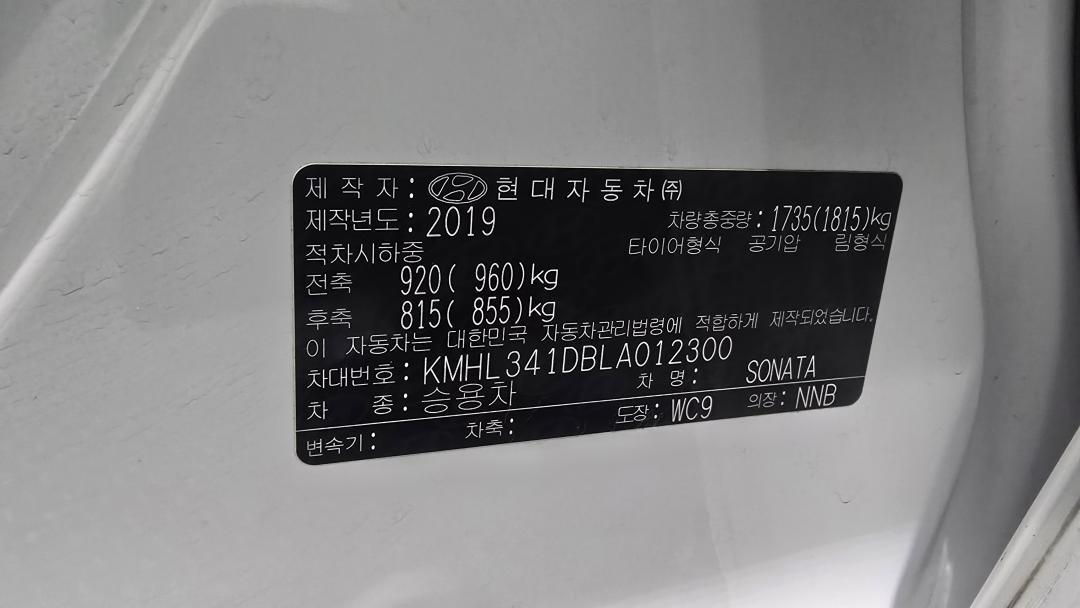 제 작 자 : 현 대 자 동 차 ㈜
제작년도 : 2019 차량총중량 : 1735(1815)kg
적차시하중 타이어형식 공기압 림형식
전축 920( 960)kg
후축 815( 855)kg
이 자동차는 대한민국 자동차관리법령에 적합하게 제작되었습니다.
차대번호 : KMHL341DBLA012300
차 종 : 승용차 차 명 : SONATA
변속기 : 차축 : 도장 : WC9 의장 : NNB